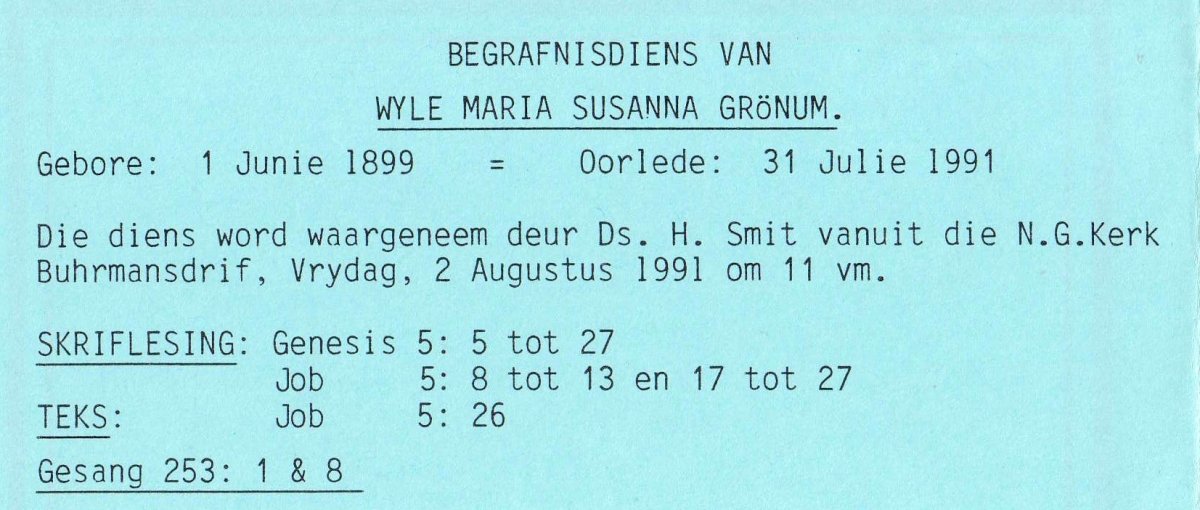 BEGRAFNISDIENS VAN
WYLE MARIA SUSANNA GRöNUM.
Gebore: 1 Junie 1899 = Oorlede: 31 Julie 1991
Die diens word waargeneem deur Ds. H. Smit vanuit die N.G.Kerk
Buhrmansdrif, Vrydag, 2 Augustus 1991 om 11 vm.
SKRIFLESING: Genesis 5: 5 tot 27
Job 5: 8 tot 13 en 17 tot 27
TEKS: Job 5: 26
Gesang 253: 1 & 8